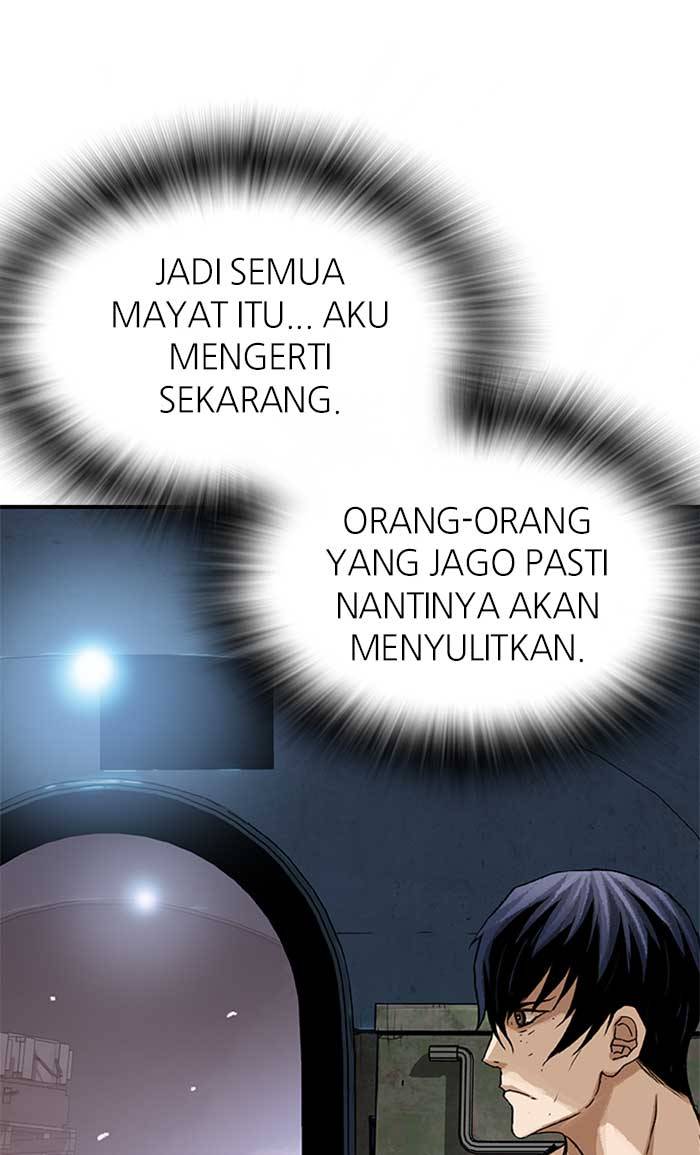 JADI SEMUA
MAYAT ITU... AKU
MENGERTI
SEKARANG.
ORANG-ORANG
YANG JAGO PASTI
NANTINYA AKAN
MENYULITKAN.